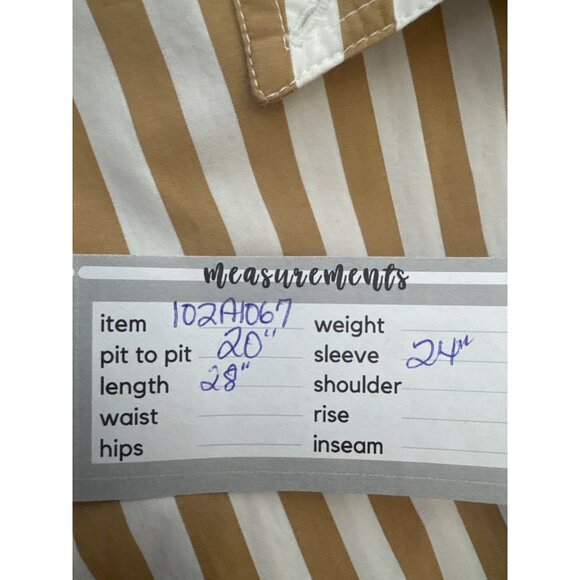 measurements
item 102A1067
pit to pit 20"
length 28"
waist
hips
weight
sleeve 24"
shoulder
rise
inseam